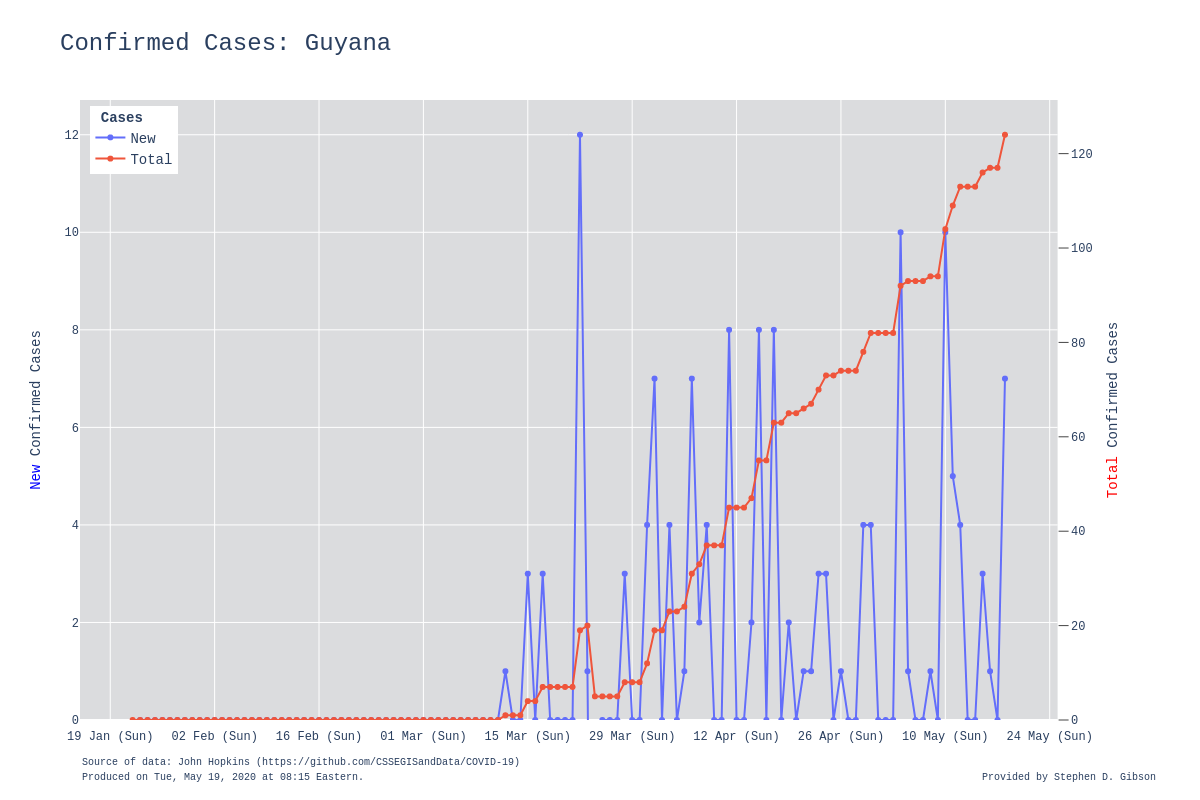 Confirmed Cases: Guyana
Cases
New
Total
12
10
8
6
4
2
0
120
100
80
60
40
20
0
New Confirmed Cases
Total Confirmed Cases
19 Jan (Sun) 02 Feb (Sun) 16 Feb (Sun) 01 Mar (Sun) 15 Mar (Sun) 29 Mar (Sun) 12 Apr (Sun) 26 Apr (Sun) 10 May (Sun) 24 May (Sun)
Source of data: John Hopkins (https://github.com/CSSEGISandData/COVID-19)
Produced on Tue, May 19, 2020 at 08:15 Eastern.
Provided by Stephen D. Gibson